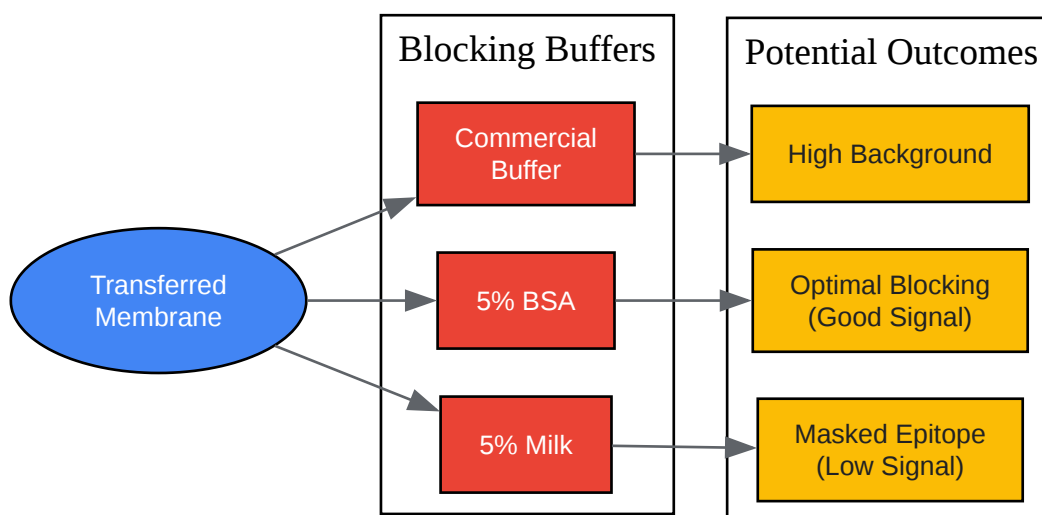 Blocking Buffers
Potential Outcomes
Commercial
Buffer
High Background
Transferred
Membrane
5% BSA
Optimal Blocking
(Good Signal)
5% Milk
Masked Epitope
(Low Signal)